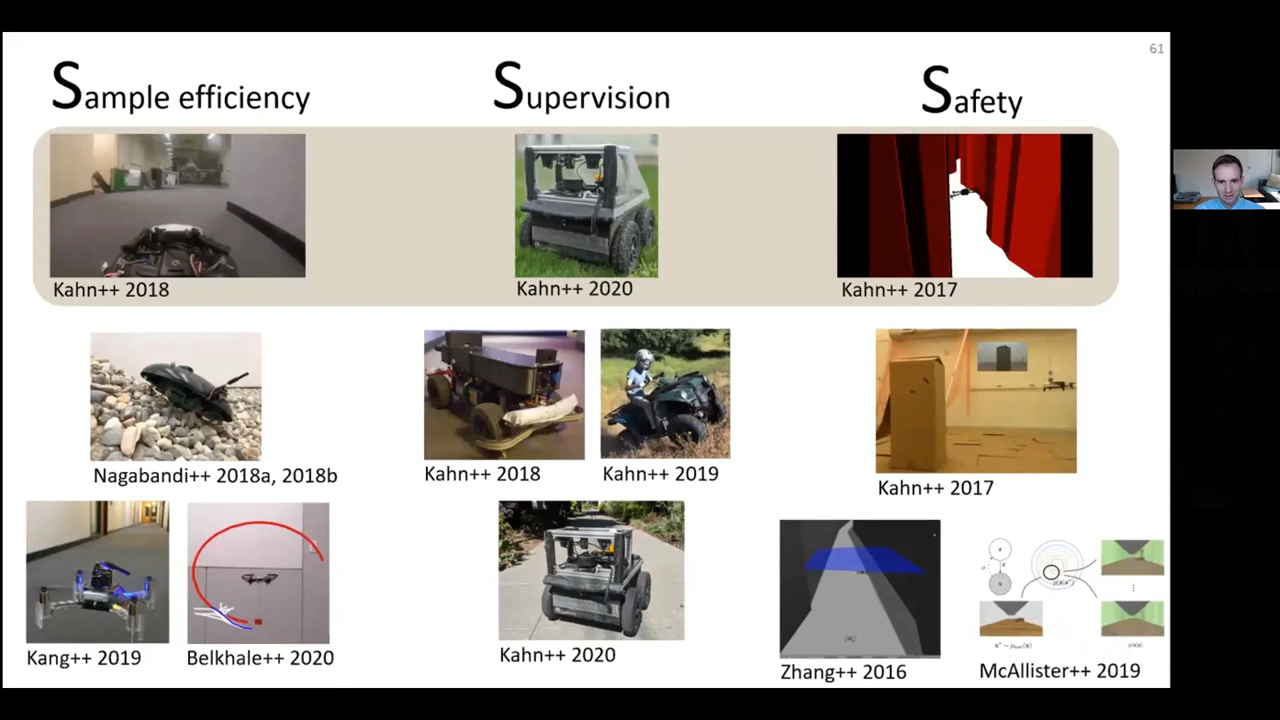 61
Sample efficiency
Supervision
Safety
Kahn++ 2018
Kahn++ 2020
Kahn++ 2017
Nagabandi++ 2018a, 2018b
Kahn++ 2018
Kahn++ 2019
Kahn++ 2017
Kang++ 2019
Belkhale++ 2020
Kahn++ 2020
Zhang++ 2016
McAllister++ 2019